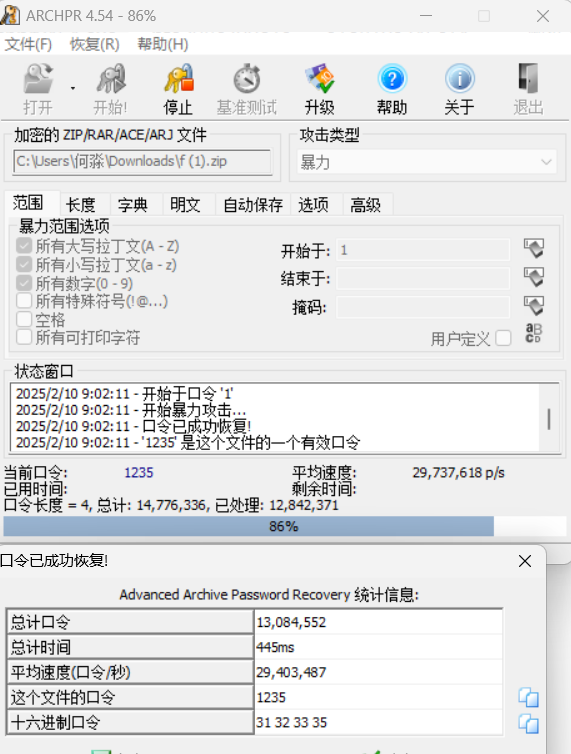 ARCHPR 4.54 - 86%
文件(F) 恢复(R) 帮助(H)
打开 开始! 停止 基准测试 升级 帮助 关于 退出
加密的 ZIP/RAR/ACE/ARJ 文件 攻击类型
C:\Users\何淼\Downloads\f (1).zip 暴力
范围 长度 字典 明文 自动保存 选项 高级
暴力范围选项
所有大写拉丁文(A - Z)
开始于: 1
所有小写拉丁文(a - z)
结束于:
所有数字(0 - 9)
所有特殊符号(!@...)
掩码:
空格
所有可打印字符
用户定义
状态窗口
2025/2/10 9:02:11 - 开始于口令 '1'
2025/2/10 9:02:11 - 开始暴力攻击...
2025/2/10 9:02:11 - 口令已成功恢复!
2025/2/10 9:02:11 - '1235' 是这个文件的一个有效口令
当前口令: 1235 平均速度: 29,737,618 p/s
已用时间: 剩余时间:
口令长度 = 4, 总计: 14,776,336, 已处理: 12,842,371
86%
口令已成功恢复!
Advanced Archive Password Recovery 统计信息:
总计口令 13,084,552
总计时间 445ms
平均速度(口令/秒) 29,403,487
这个文件的口令 1235
十六进制口令 31 32 33 35